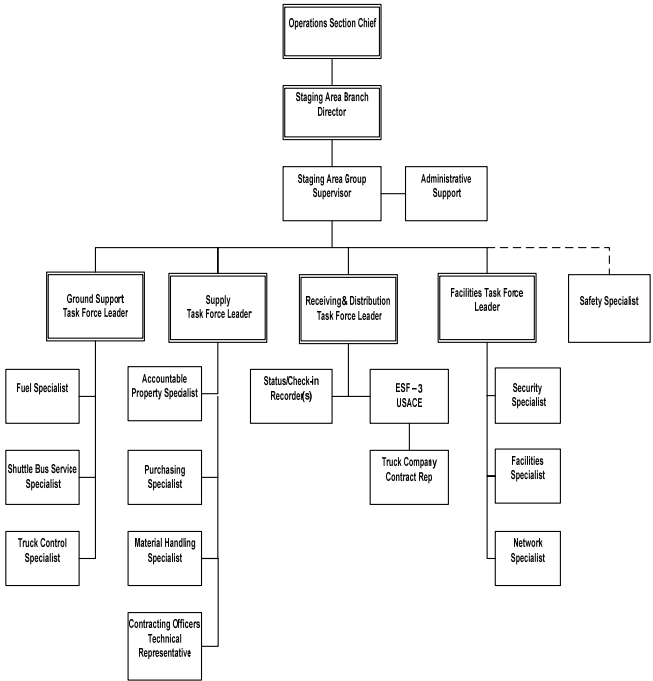 Operations Section Chief
Staging Area Branch
Director
Staging Area Group
Supervisor
Administrative
Support
Ground Support
Task Force Leader
Supply
Task Force Leader
Receiving& Distribution
Task Force Leader
Facilities Task Force
Leader
Safety Specialist
Fuel Specialist
Accountable
Property Specialist
Status/Check-in
Recorder(s)
ESF – 3
USACE
Security
Specialist
Shuttle Bus Service
Specialist
Purchasing
Specialist
Truck Company
Contract Rep
Facilities
Specialist
Truck Control
Specialist
Material Handling
Specialist
Network
Specialist
Contracting Officers
Technical
Representative